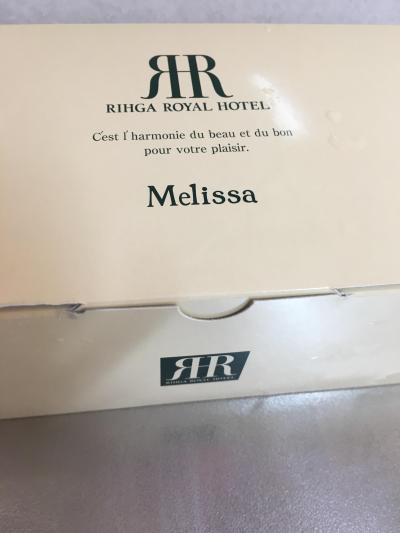 RR
RIHGA ROYAL HOTEL
C'est l'harmonie du beau et du bon
pour votre plaisir.
Melissa
RR
RIHGA ROYAL HOTEL